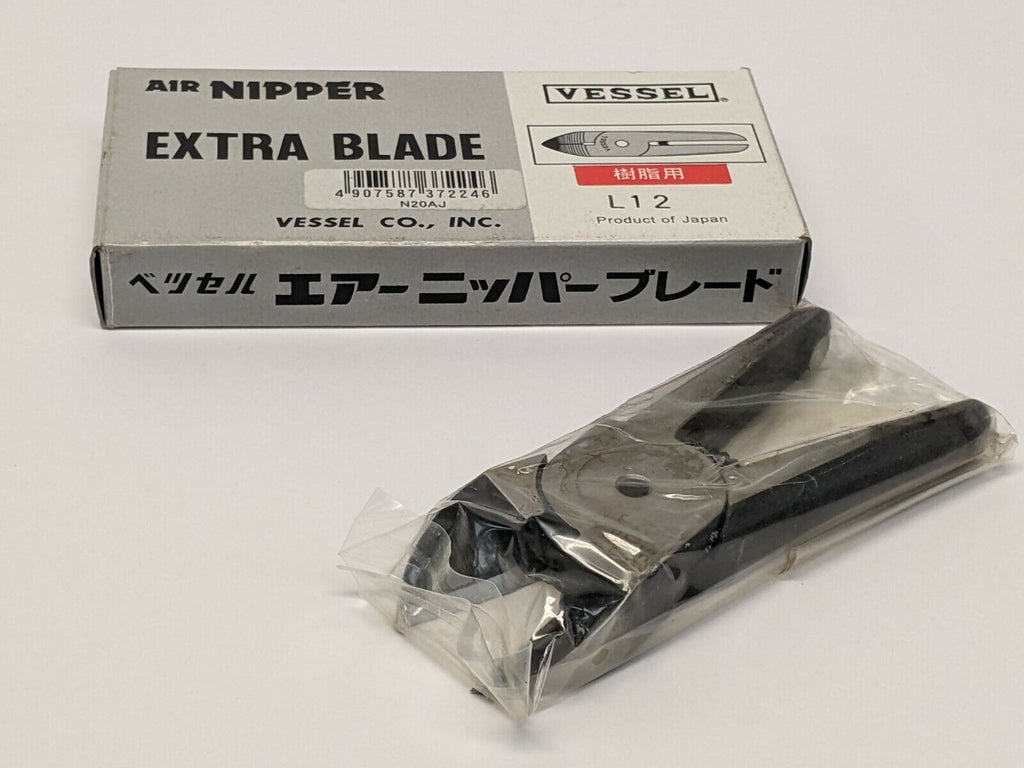 AIR NIPPER
EXTRA BLADE
4 907587 372246
N20AJ
VESSEL CO., INC.
VESSEL®
樹脂用
L12
Product of Japan
ベッセル エアーニッパーブレード